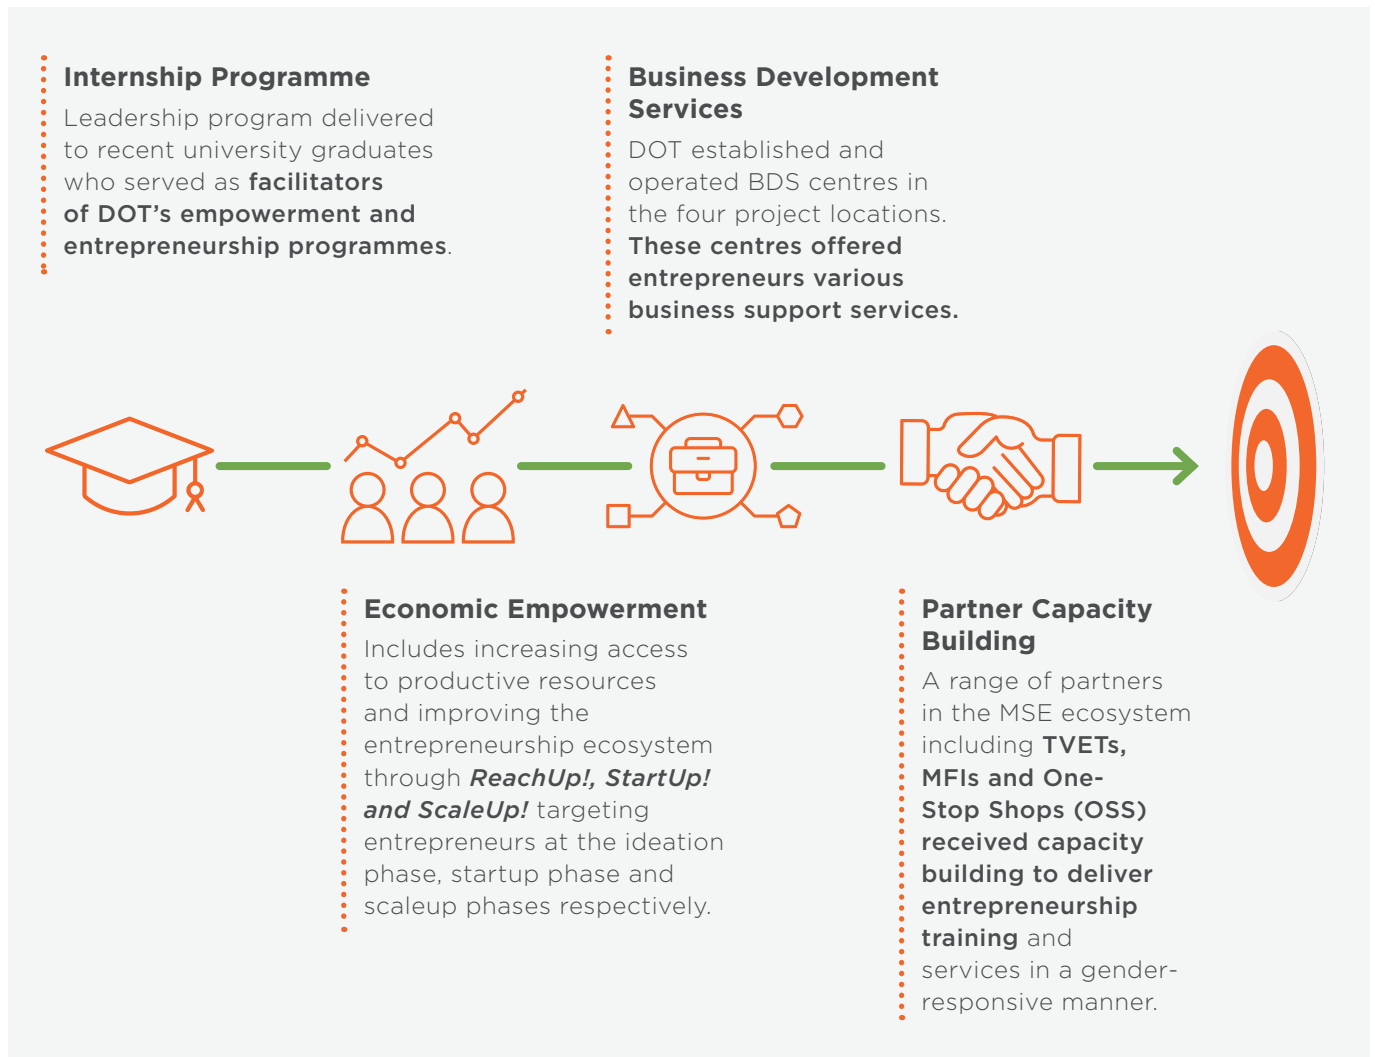 Internship Programme
Leadership program delivered
to recent university graduates
who served as facilitators
of DOT's empowerment and
entrepreneurship programmes.
Business Development
Services
DOT established and
operated BDS centres in
the four project locations.
These centres offered
entrepreneurs various
business support services.
Economic Empowerment
Includes increasing access
to productive resources
and improving the
entrepreneurship ecosystem
through ReachUp!, StartUp!
and ScaleUp! targeting
entrepreneurs at the ideation
phase, startup phase and
scaleup phases respectively.
Partner Capacity
Building
A range of partners
in the MSE ecosystem
including TVETs,
MFIs and One-
Stop Shops (OSS)
received capacity
building to deliver
entrepreneurship
training and
services in a gender-
responsive manner.